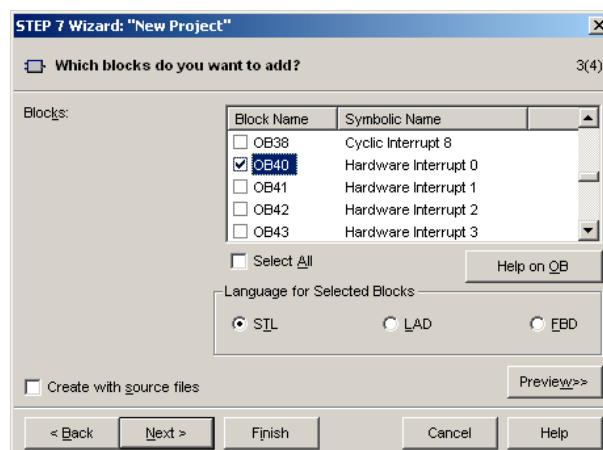 STEP 7 Wizard: "New Project"
Which blocks do you want to add? 3(4)
Blocks:
Block Name Symbolic Name
OB38 Cyclic Interrupt 8
OB40 Hardware Interrupt 0
OB41 Hardware Interrupt 1
OB42 Hardware Interrupt 2
OB43 Hardware Interrupt 3
Select All Help on OB
Language for Selected Blocks
STL LAD FBD
Create with source files Preview>>
< Back Next > Finish Cancel Help